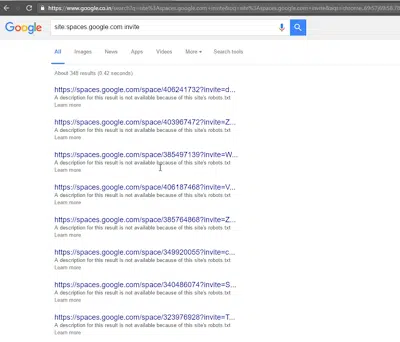 https://www.google.co.in/search?q=site%3Aspaces.google.com+invite
Google
site:spaces.google.com invite
All Images News Apps Videos More Search tools
About 348 results (0.42 seconds)
https://spaces.google.com/space/406241732?invite=d...
A description for this result is not available because of this site's robots.txt
Learn more
https://spaces.google.com/space/403967472?invite=Z...
A description for this result is not available because of this site's robots.txt
Learn more
https://spaces.google.com/space/385497139?invite=W...
A description for this result is not available because of this site's robots.txt
Learn more
https://spaces.google.com/space/406187468?invite=V...
A description for this result is not available because of this site's robots.txt
Learn more
https://spaces.google.com/space/385764868?invite=Z...
A description for this result is not available because of this site's robots.txt
Learn more
https://spaces.google.com/space/349920055?invite=c...
A description for this result is not available because of this site's robots.txt
Learn more
https://spaces.google.com/space/340486074?invite=S...
A description for this result is not available because of this site's robots.txt
Learn more
https://spaces.google.com/space/323976928?invite=T...
A description for this result is not available because of this site's robots.txt
Learn more